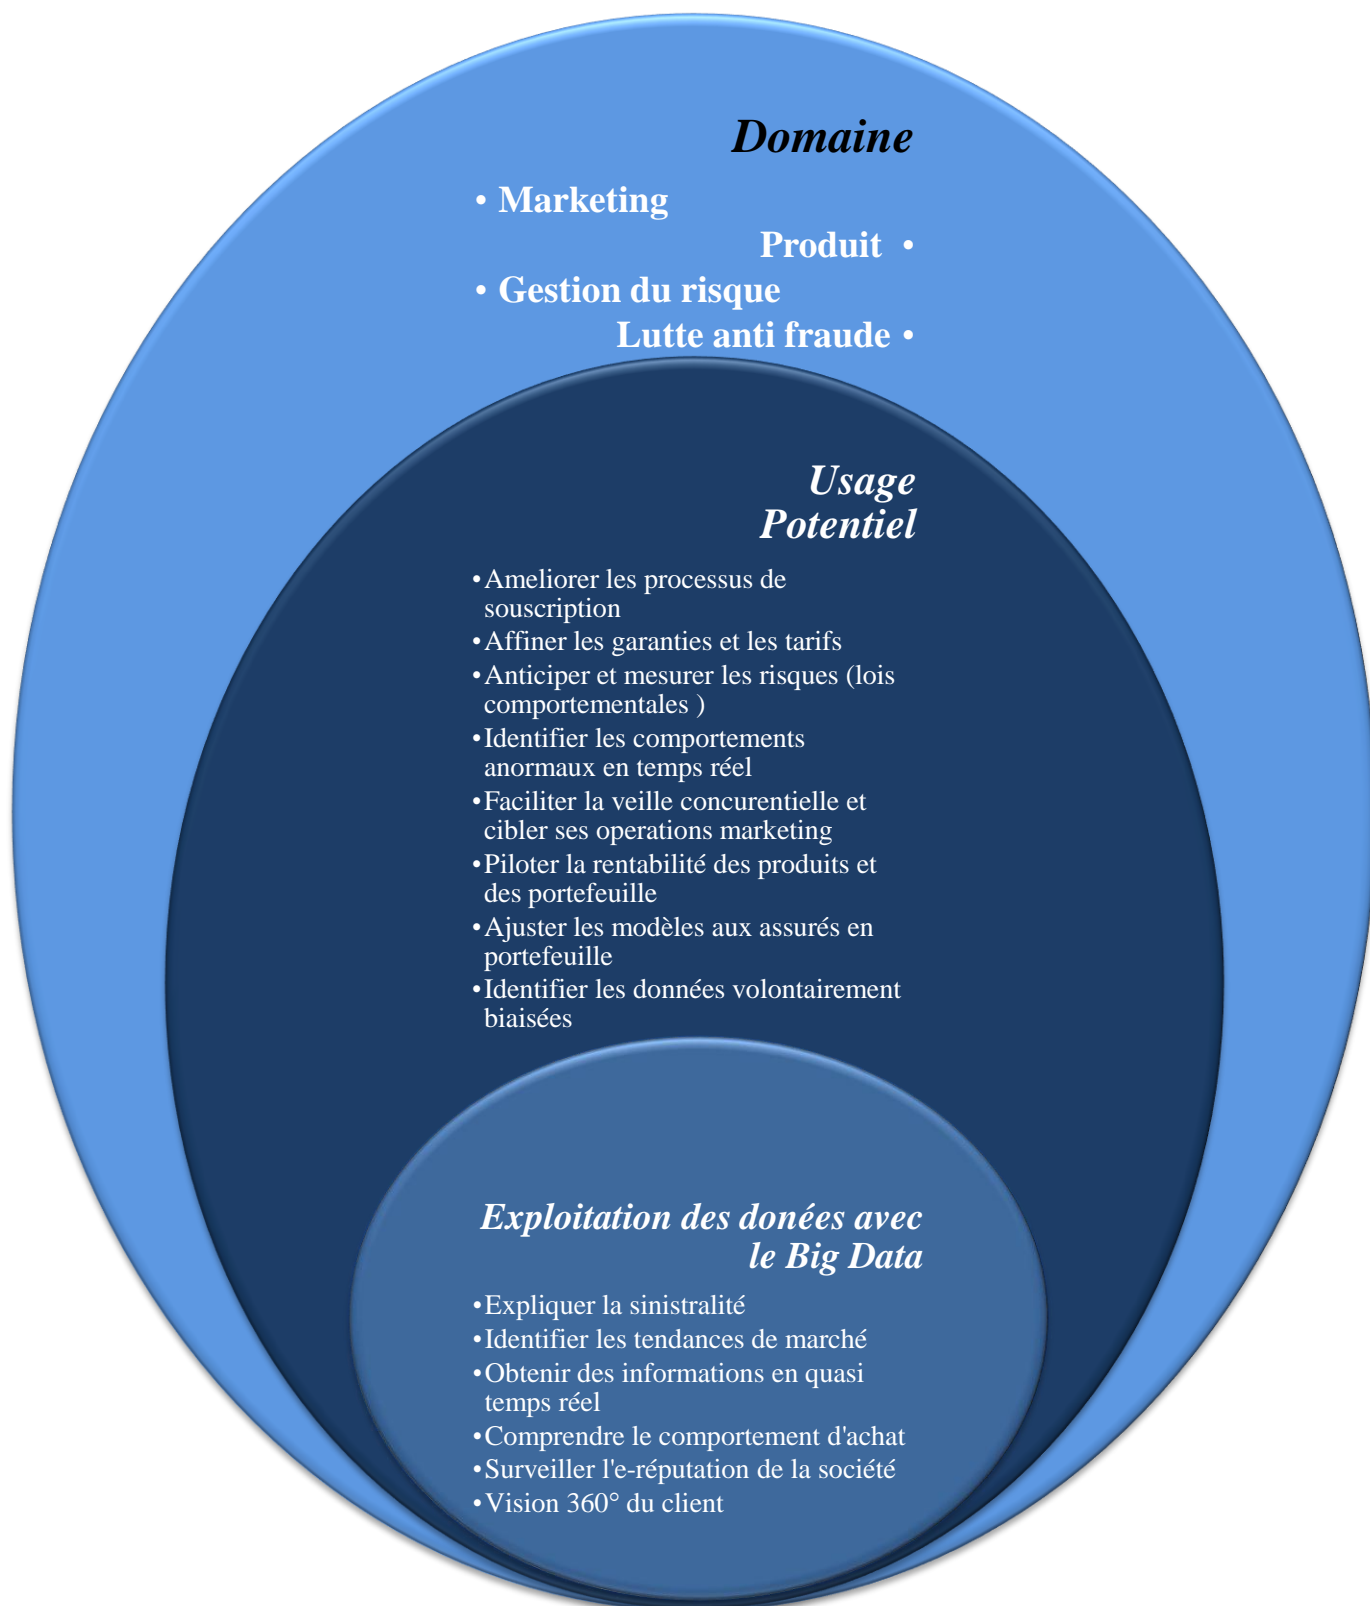 Domaine
• Marketing
Produit •
• Gestion du risque
Lutte anti fraude •
Usage
Potentiel
•Ameliorer les processus de
souscription
•Affiner les garanties et les tarifs
•Anticiper et mesurer les risques (lois
comportementales )
•Identifier les comportements
anormaux en temps réel
•Faciliter la veille concurentielle et
cibler ses operations marketing
•Piloter la rentabilité des produits et
des portefeuille
•Ajuster les modèles aux assurés en
portefeuille
•Identifier les données volontairement
biaisées
Exploitation des donées avec
le Big Data
•Expliquer la sinistralité
•Identifier les tendances de marché
•Obtenir des informations en quasi
temps réel
•Comprendre le comportement d'achat
•Surveiller l'e-réputation de la société
•Vision 360° du client